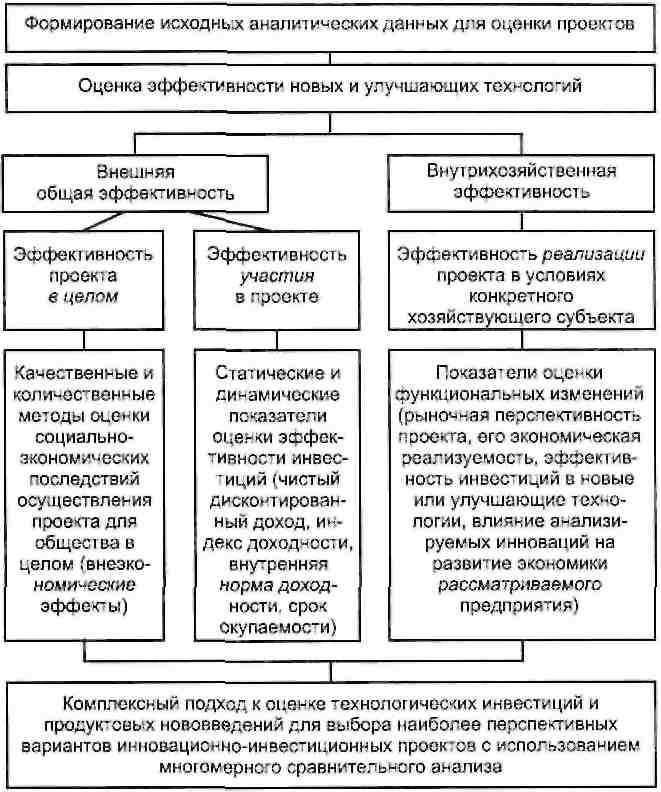 Формирование исходных аналитических данных для оценки проектов
Оценка эффективности новых и улучшающих технологий
Внешняя
общая эффективность
Внутрихозяйственная
эффективность
Эффективность
проекта
в целом
Эффективность
участия
в проекте
Эффективность реализации
проекта в условиях
конкретного
хозяйствующего субъекта
Качественные и
количественные
методы оценки
социально-
экономических
последствий
осуществления
проекта для
общества в
целом (внеэко-
номические
эффекты)
Статические и
динамические
показатели
оценки эффек-
тивности инвес-
тиций (чистый
дисконтирован-
ный доход, ин-
декс доходности,
внутренняя
норма доход-
ности, срок
окупаемости)
Показатели оценки
функциональных изменений
(рыночная перспективность
проекта, его экономическая
реализуемость, эффектив-
ность инвестиций в новые
или улучшающие техно-
логии, влияние анализи-
руемых инноваций на
развитие экономики
рассматриваемого
предприятия)
Комплексный подход к оценке технологических инвестиций и
продуктовых нововведений для выбора наиболее перспективных
вариантов инновационно-инвестиционных проектов с использованием
многомерного сравнительного анализа